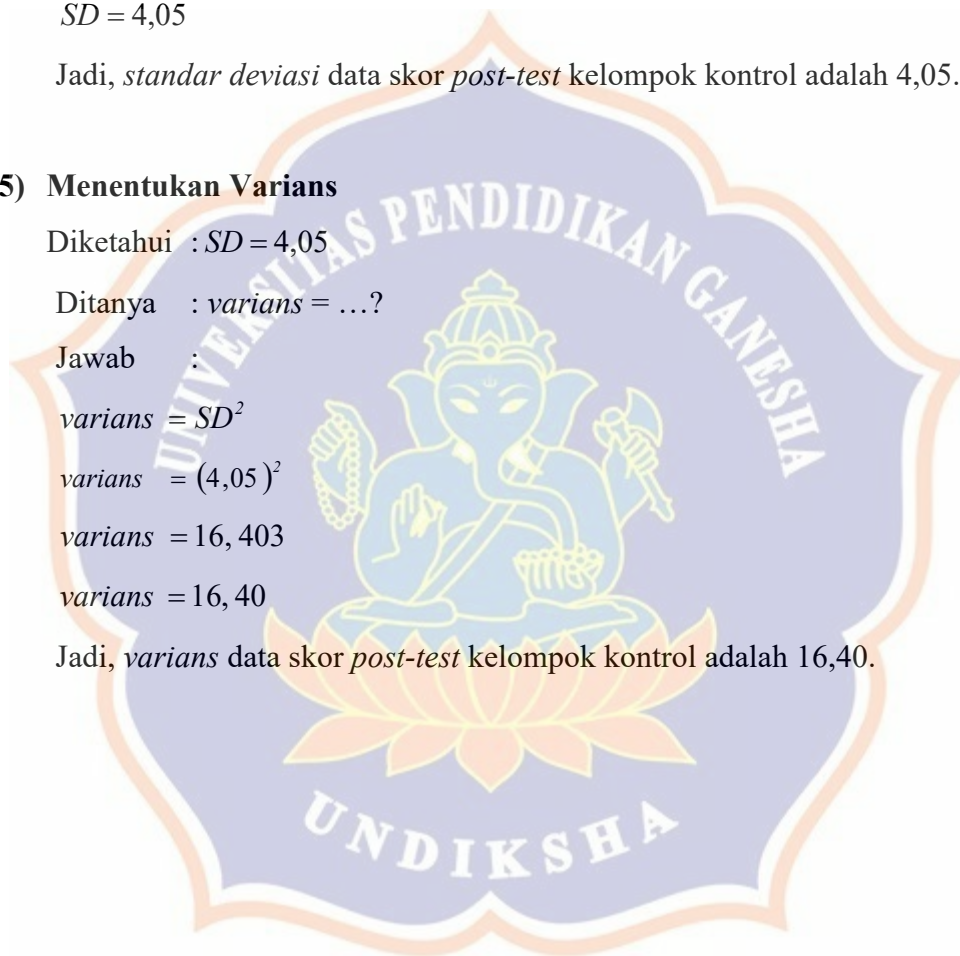 SD = 4,05
Jadi, standar deviasi data skor post-test kelompok kontrol adalah 4,05.
5) Menentukan Varians
Diketahui : SD = 4,05
Ditanya : varians = …?
Jawab :
varians = SD²
varians = (4,05)²
varians = 16, 403
varians = 16, 40
Jadi, varians data skor post-test kelompok kontrol adalah 16,40.
UNIVERSITAS PENDIDIKAN GANESHA
UNDIKSHA